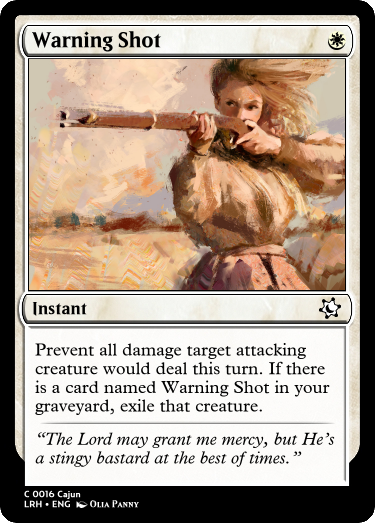 Warning Shot
Instant
Prevent all damage target attacking
creature would deal this turn. If there
is a card named Warning Shot in your
graveyard, exile that creature.
“The Lord may grant me mercy, but He’s
a stingy bastard at the best of times.”
C 0016 Cajun
LRH • ENG Olia Panny